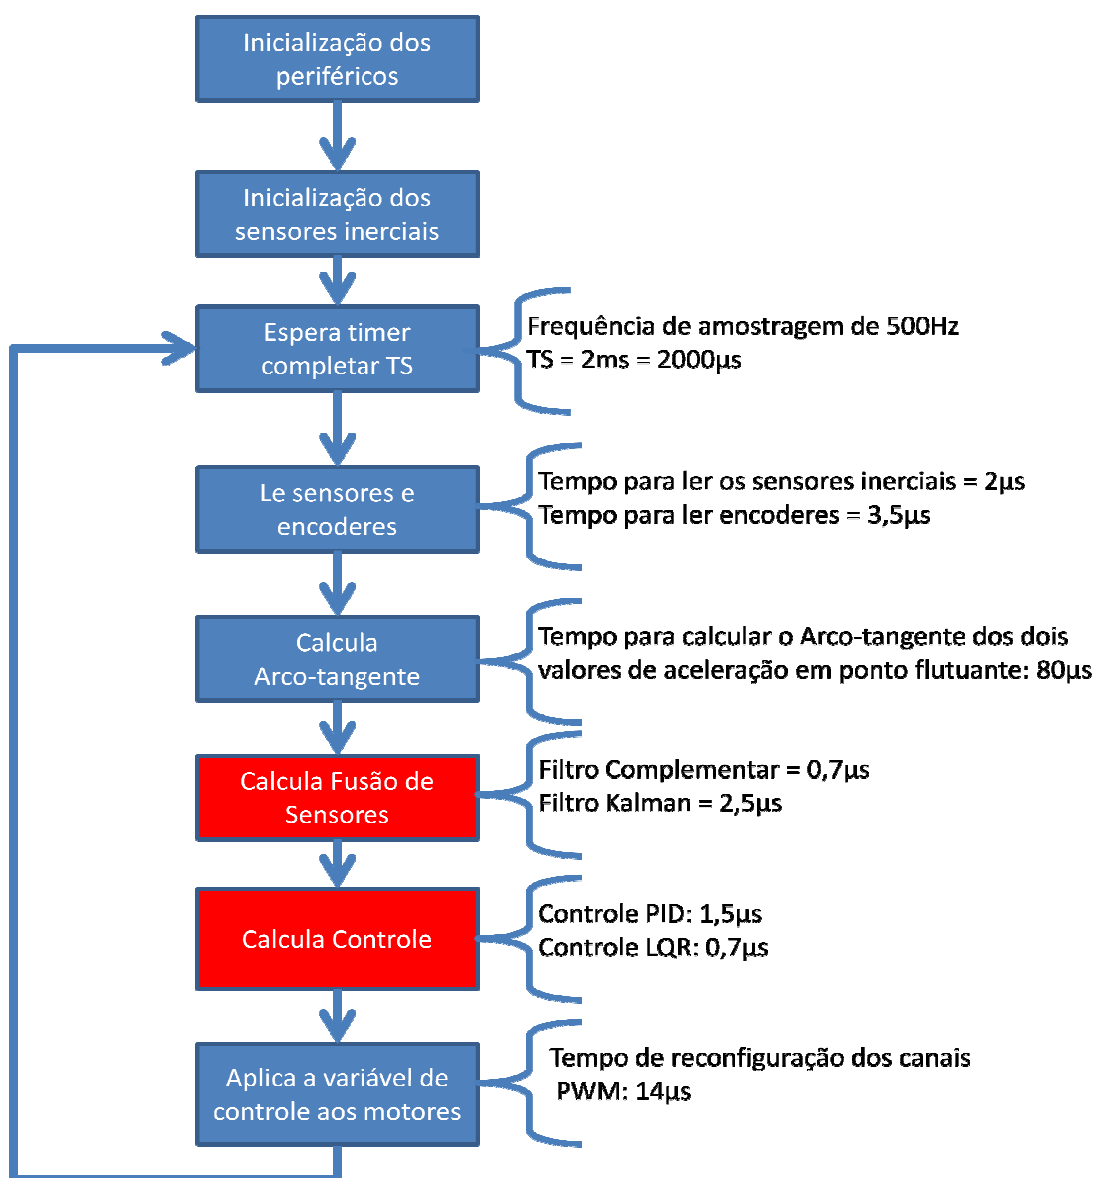 Inicialização dos
periféricos
Inicialização dos
sensores inerciais
Espera timer
completar TS
Frequência de amostragem de 500Hz
TS = 2ms = 2000µs
Le sensores e
encoderes
Tempo para ler os sensores inerciais = 2µs
Tempo para ler encoderes = 3,5µs
Calcula
Arco-tangente
Tempo para calcular o Arco-tangente dos dois
valores de aceleração em ponto flutuante: 80µs
Calcula Fusão de
Sensores
Filtro Complementar = 0,7µs
Filtro Kalman = 2,5µs
Calcula Controle
Controle PID: 1,5µs
Controle LQR: 0,7µs
Aplica a variável de
controle aos motores
Tempo de reconfiguração dos canais
PWM: 14µs